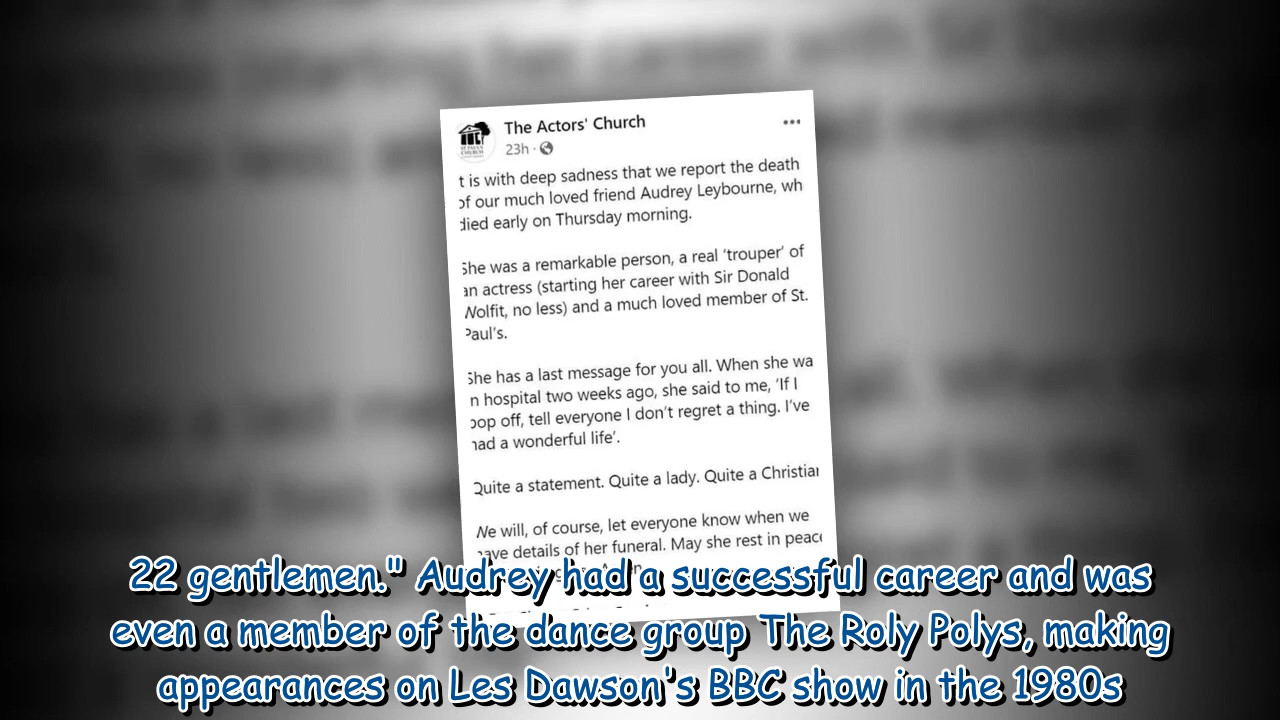 The Actors' Church
23h
t is with deep sadness that we report the death
of our much loved friend Audrey Leybourne, wh
died early on Thursday morning.
She was a remarkable person, a real 'trouper' of
an actress (starting her career with Sir Donald
Wolfit, no less) and a much loved member of St.
Paul's.
She has a last message for you all. When she wa
n hospital two weeks ago, she said to me, 'If I
pop off, tell everyone I don't regret a thing. I've
had a wonderful life'.
Quite a statement. Quite a lady. Quite a Christian
We will, of course, let everyone know when we
have details of her funeral. May she rest in peace
22 gentlemen." Audrey had a successful career and was
even a member of the dance group The Roly Polys, making
appearances on Les Dawson's BBC show in the 1980s